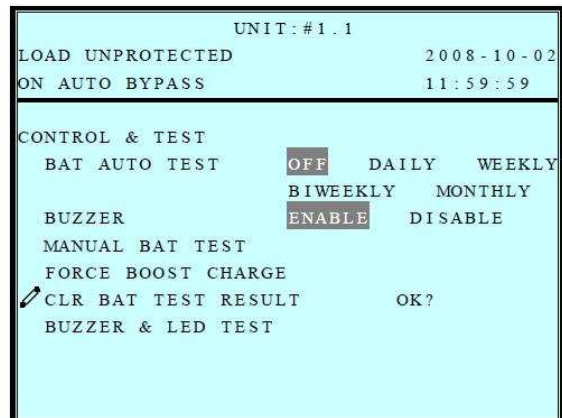 UNIT:#1.1
LOAD UNPROTECTED 2008-10-02
ON AUTO BYPASS 11:59:59
CONTROL & TEST
BAT AUTO TEST OFF DAILY WEEKLY
BIWEEKLY MONTHLY
BUZZER ENABLE DISABLE
MANUAL BAT TEST
FORCE BOOST CHARGE
CLR BAT TEST RESULT OK?
BUZZER & LED TEST